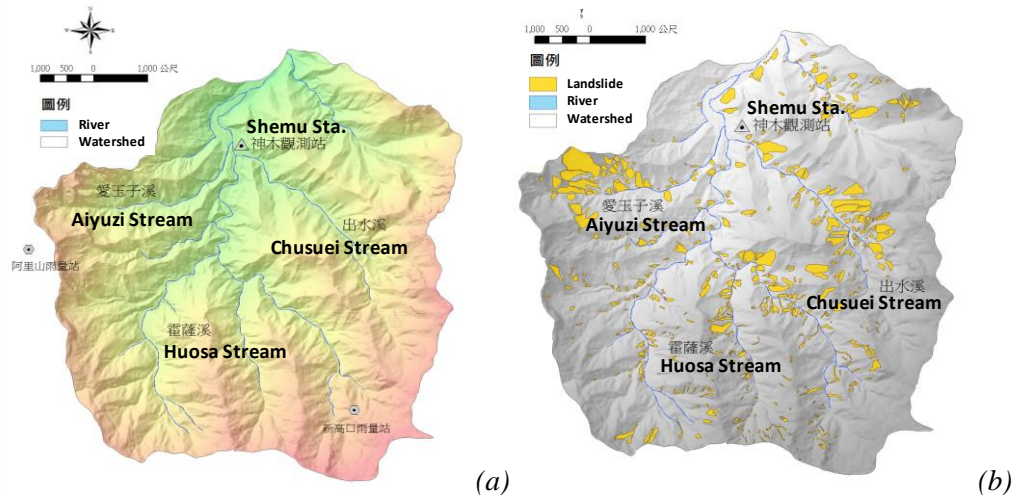 1,000 500 0 1,000 公尺
圖例
River
Watershed
Shemu Sta.
神木觀測站
愛玉子溪
Aiyuzi Stream
出水溪
Chusuei Stream
阿里山雨量站
霍薩溪
Huosa Stream
新高口雨量站
(a)
1,000 500 0 1,000 公尺
圖例
Landslide
River
Watershed
Shemu Sta.
神木觀測站
愛玉子溪
Aiyuzi Stream
出水溪
Chusuei Stream
霍薩溪
Huosa Stream
(b)